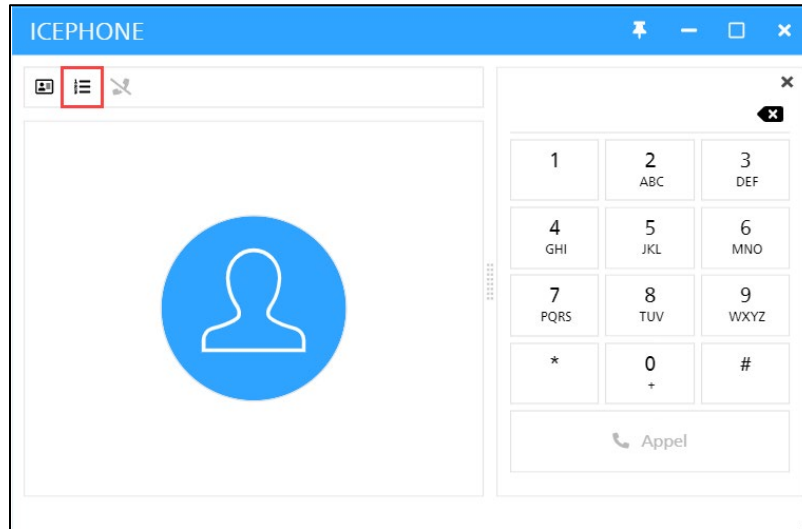 ICEPHONE
1
2
ABC
3
DEF
4
GHI
5
JKL
6
MNO
7
PQRS
8
TUV
9
WXYZ
*
0
+
#
Appel